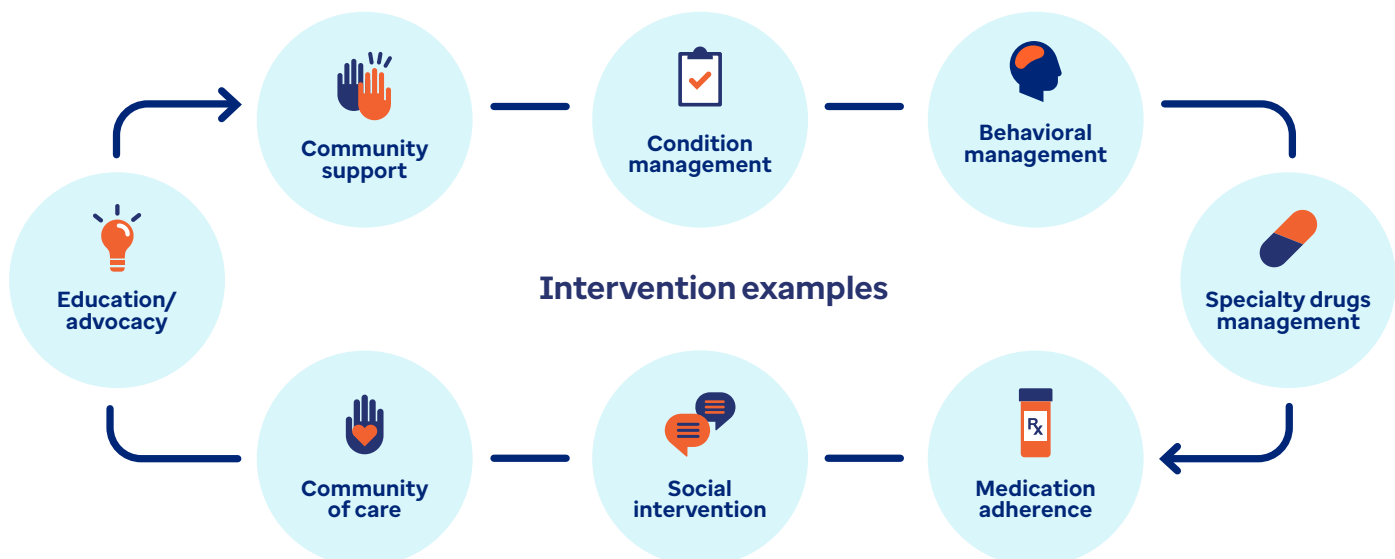 Community
support
Condition
management
Behavioral
management
Education/
advocacy
Intervention examples
Specialty drugs
management
Community
of care
Social
intervention
Rx
Medication
adherence